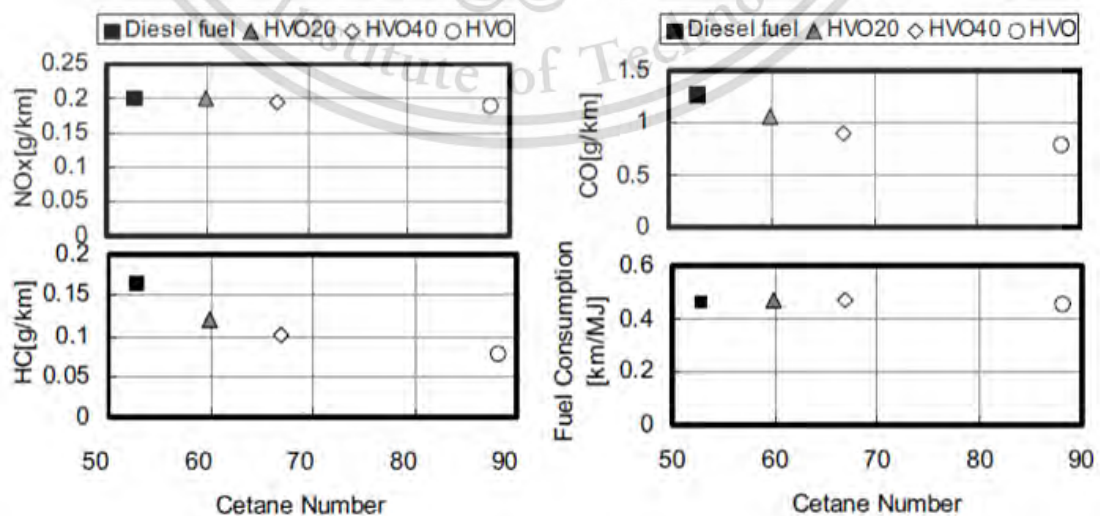 Diesel fuel HVO20 HVO40 HVO
NOx[g/km]
0.25
0.2
0.15
0.1
0.05
0
HC[g/km]
0.2
0.15
0.1
0.05
0
50 60 70 80 90
Cetane Number
Diesel fuel HVO20 HVO40 HVO
CO[g/km]
1.5
1
0.5
0
Fuel Consumption
[km/MJ]
0.6
0.4
0.2
0
50 60 70 80 90
Cetane Number
Institute of